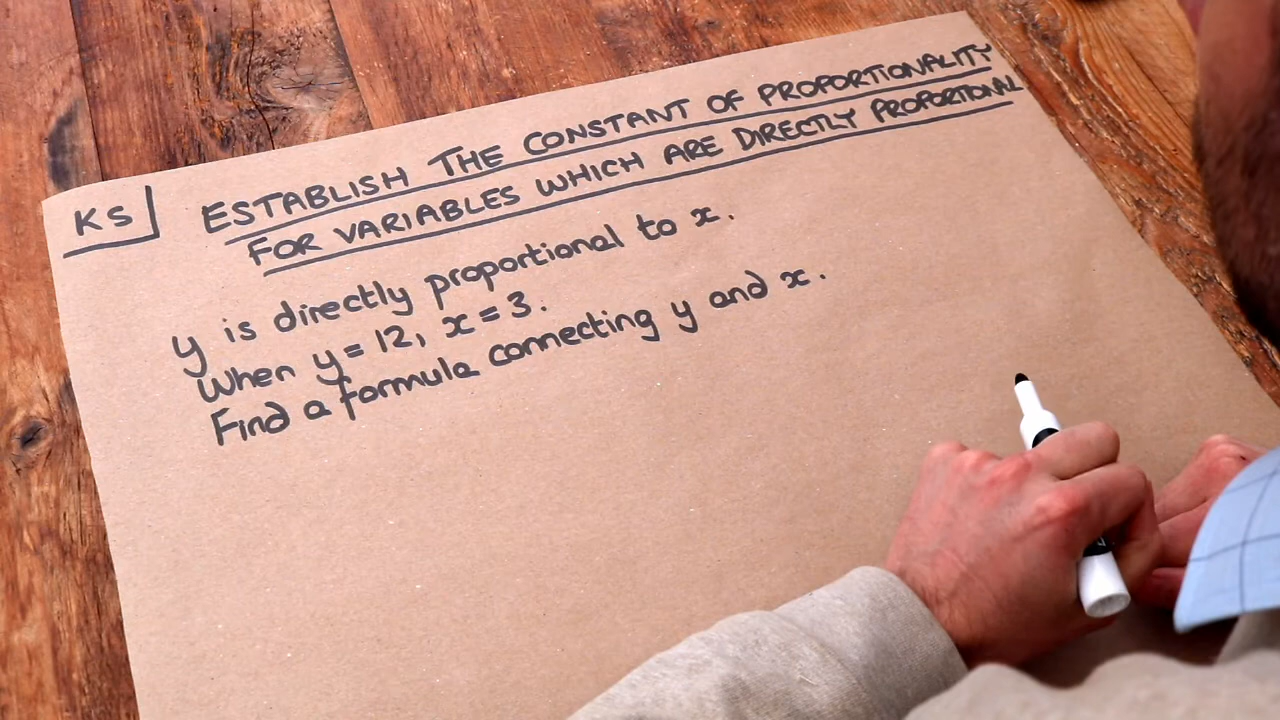 KS
ESTABLISH THE CONSTANT OF PROPORTIONALITY
FOR VARIABLES WHICH ARE DIRECTLY PROPORTIONAL
y is directly proportional to x.
When y = 12, x = 3.
Find a formula connecting y and x.